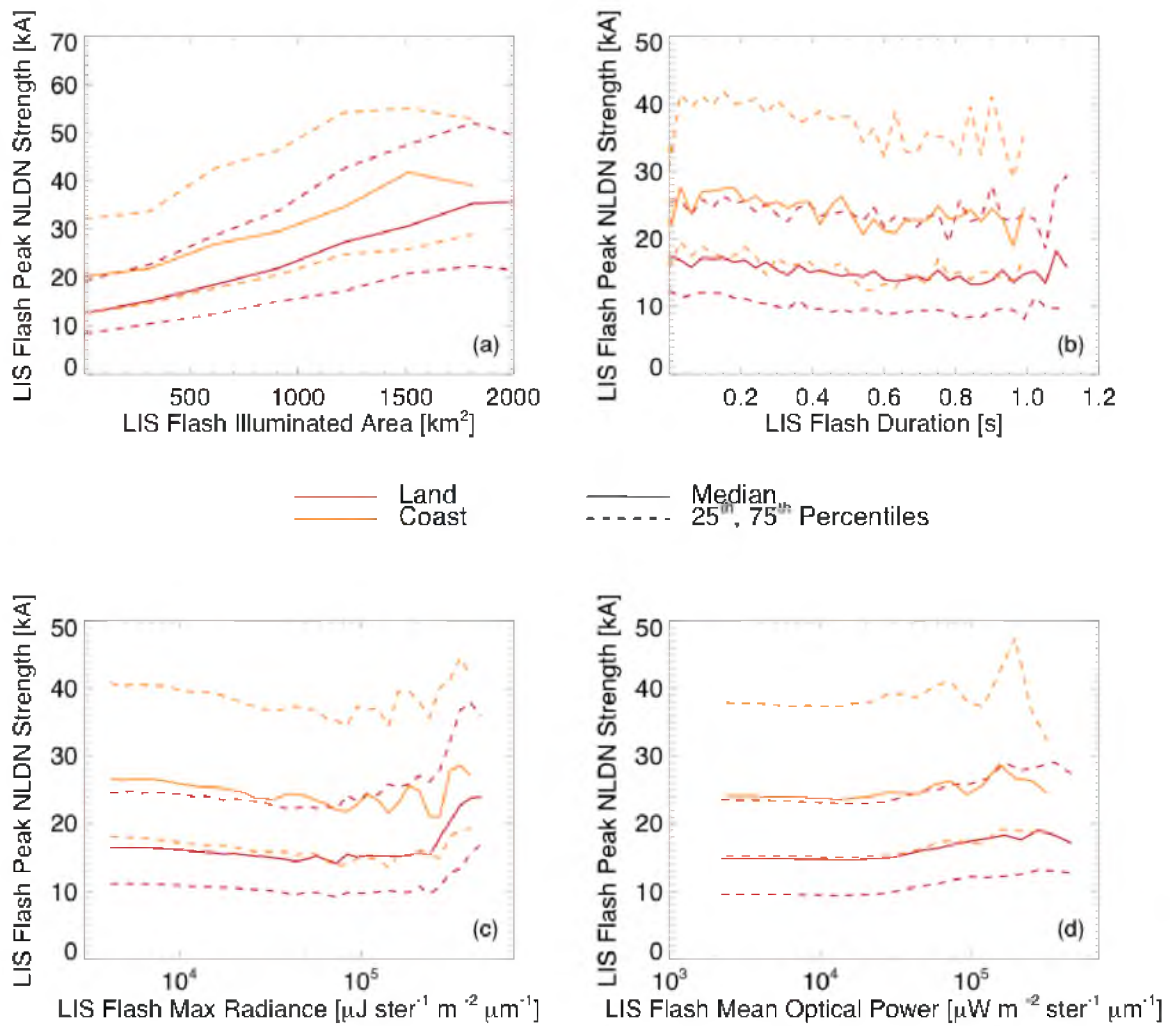 LIS Flash Peak NLDN Strength [kA]
70
60
50
40
30
20
10
0
(a)
500 1000 1500 2000
LIS Flash Illuminated Area [km²]
LIS Flash Peak NLDN Strength [kA]
50
40
30
20
10
0
(b)
0.2 0.4 0.6 0.8 1.0 1.2
LIS Flash Duration [s]
Land Median
Coast 25th, 75th Percentiles
LIS Flash Peak NLDN Strength [kA]
50
40
30
20
10
0
(c)
10⁴ 10⁵
LIS Flash Max Radiance [μJ ster⁻¹ m⁻² μm⁻¹]
LIS Flash Peak NLDN Strength [kA]
50
40
30
20
10
0
(d)
10³ 10⁴ 10⁵
LIS Flash Mean Optical Power [μW m⁻² ster⁻¹ μm⁻¹]